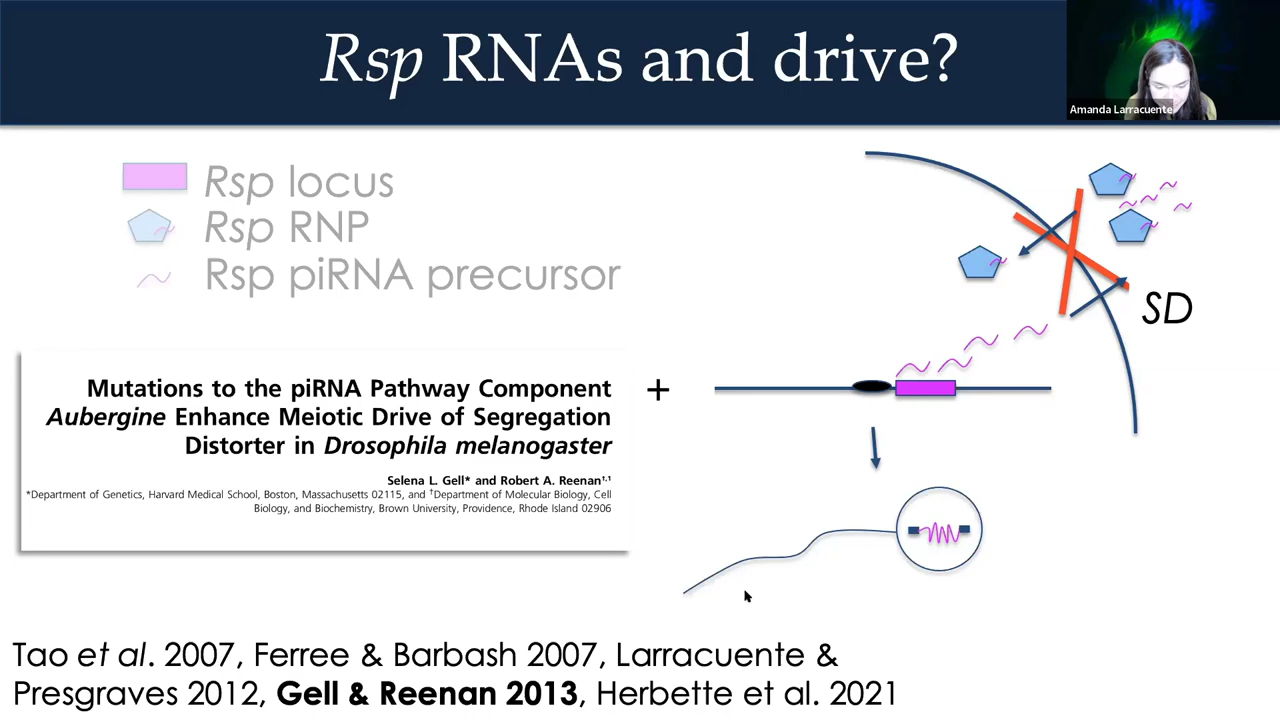 Rsp RNAs and drive?
Amanda Larracuente
Rsp locus
Rsp RNP
Rsp piRNA precursor
SD
Mutations to the piRNA Pathway Component
Aubergine Enhance Meiotic Drive of Segregation
Distorter in Drosophila melanogaster
Selena L. Gell* and Robert A. Reenan†,1
*Department of Genetics, Harvard Medical School, Boston, Massachusetts 02115, and †Department of Molecular Biology, Cell
Biology, and Biochemistry, Brown University, Providence, Rhode Island 02906
+
Tao et al. 2007, Ferree & Barbash 2007, Larracuente &
Presgraves 2012, Gell & Reenan 2013, Herbette et al. 2021